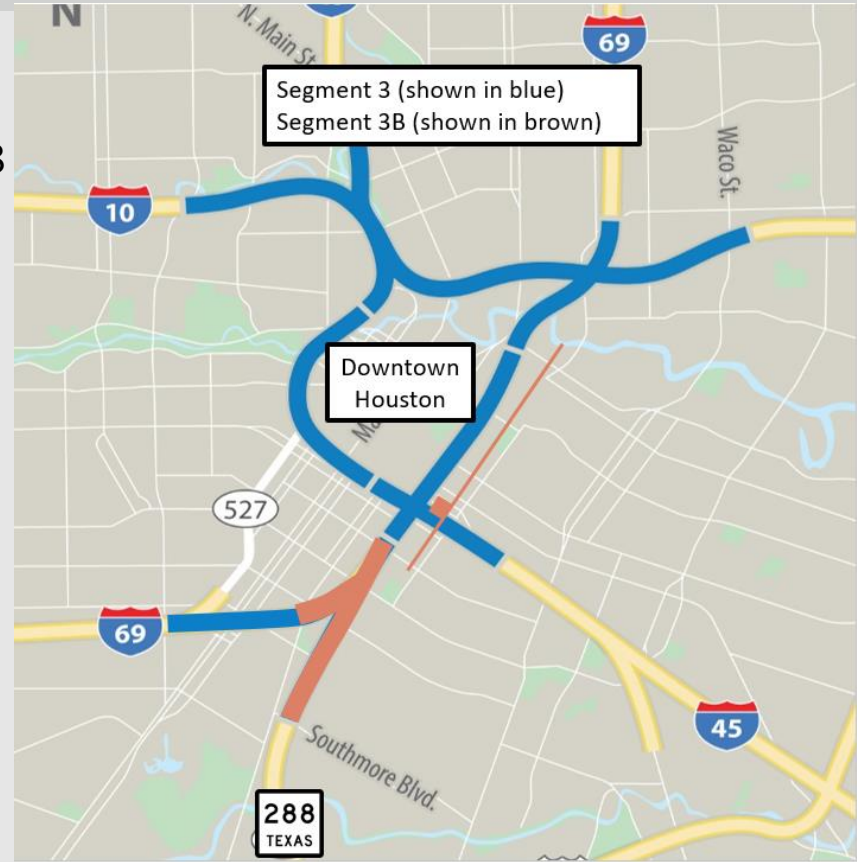 N
N. Main St
69
Segment 3 (shown in blue)
Segment 3B (shown in brown)
Waco St.
10
Downtown
Houston
527
69
45
Southmore Blvd.
288
TEXAS